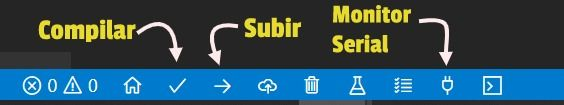 Compilar
Subir
Monitor
Serial
0 0